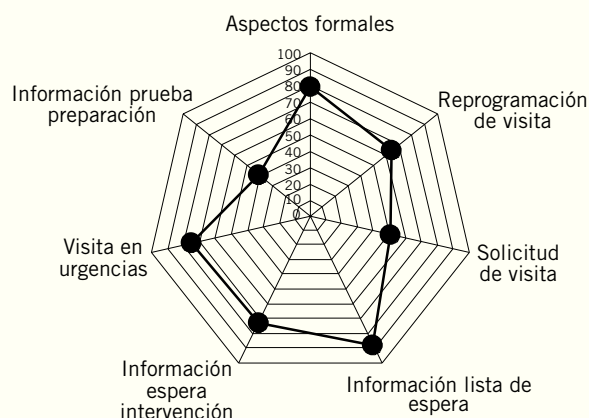 Aspectos formales
100
90
80
70
60
50
40
30
20
10
0
Reprogramación
de visita
Solicitud
de visita
Información lista de
espera
Información
espera
intervención
Visita en
urgencias
Información prueba
preparación